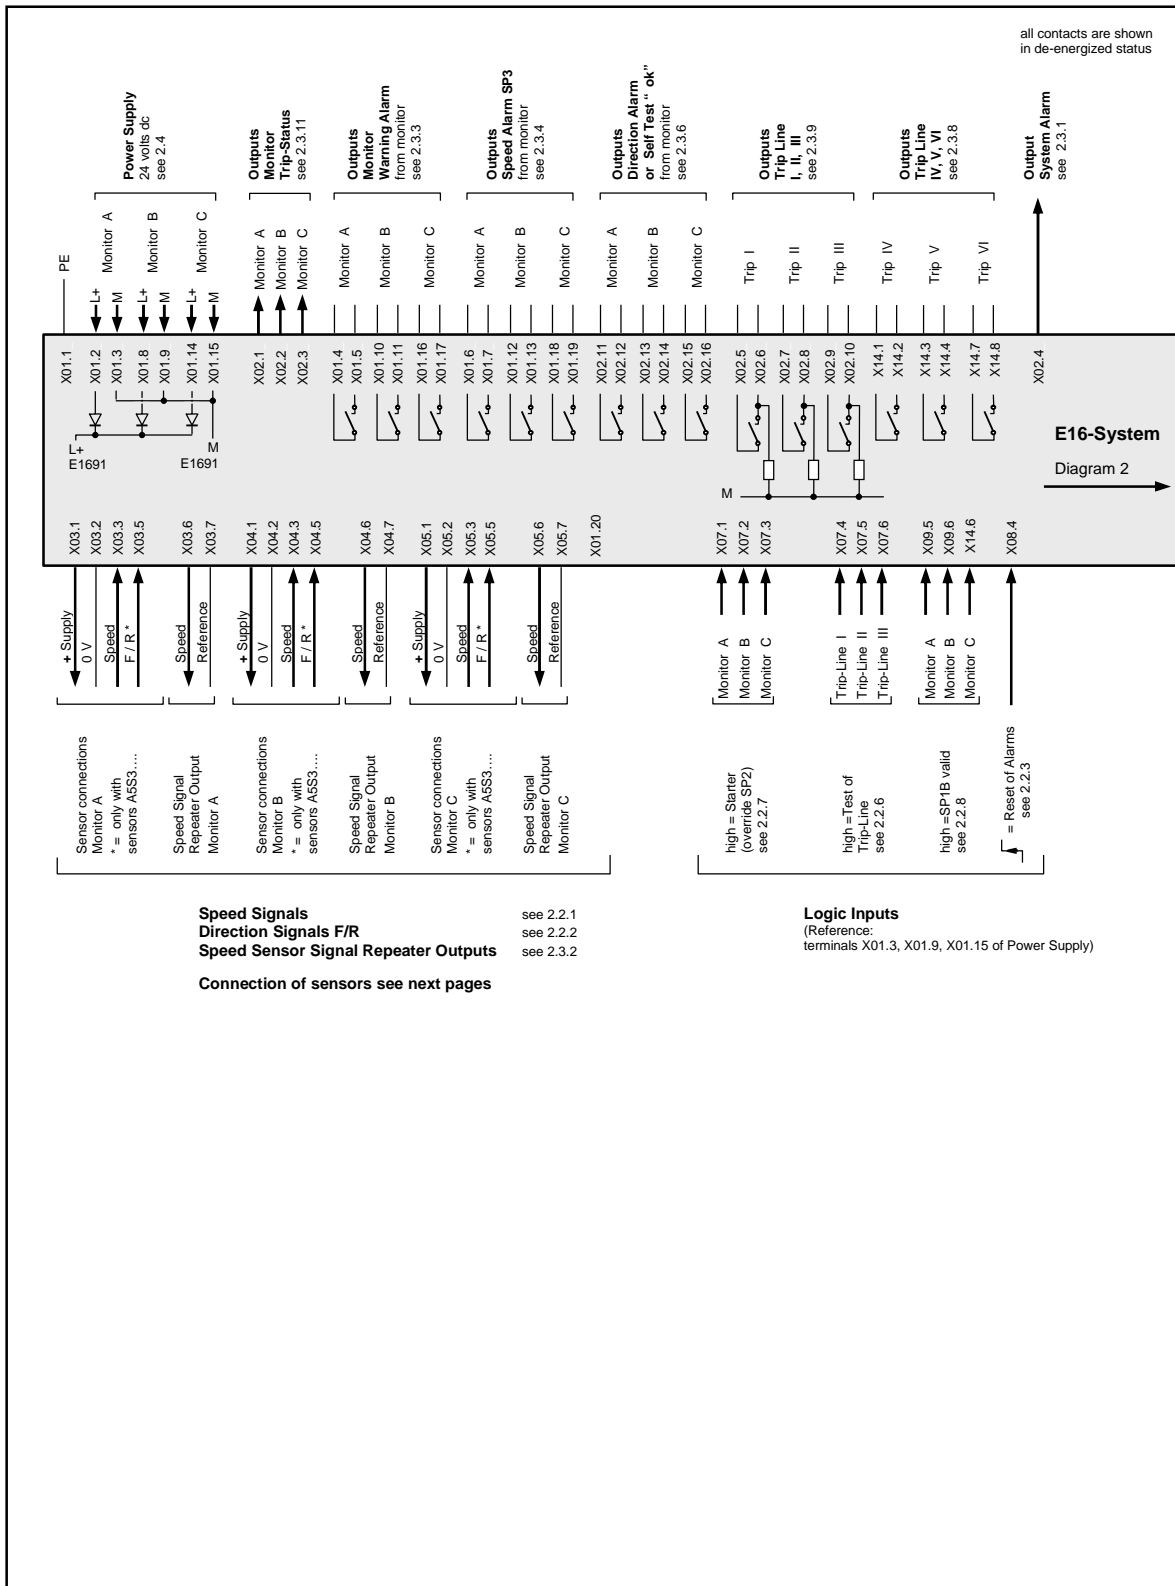 all contacts are shown
in de-energized status
Power Supply
24 volts dc
see 2.4
Outputs
Monitor
Trip-Status
see 2.3.11
Outputs
Monitor
Warning Alarm
from monitor
see 2.3.3
Outputs
Speed Alarm SP3
from monitor
see 2.3.4
Outputs
Direction Alarm
or Self Test “ ok”
from monitor
see 2.3.6
Outputs
Trip Line
I, II, III
see 2.3.9
Outputs
Trip Line
IV, V, VI
see 2.3.8
Output
System Alarm
see 2.3.1
PE
L+
Monitor A
M
L+
Monitor B
M
L+
Monitor C
M
Monitor A
Monitor B
Monitor C
Monitor A
Monitor B
Monitor C
Monitor A
Monitor B
Monitor C
Monitor A
Monitor B
Monitor C
Trip I
Trip II
Trip III
Trip IV
Trip V
Trip VI
X01.1
X01.2
X01.3
X01.8
X01.9
X01.14
X01.15
X02.1
X02.2
X02.3
X01.4
X01.5
X01.10
X01.11
X01.16
X01.17
X01.6
X01.7
X01.12
X01.13
X01.18
X01.19
X02.11
X02.12
X02.13
X02.14
X02.15
X02.16
X02.5
X02.6
X02.7
X02.8
X02.9
X02.10
X14.1
X14.2
X14.3
X14.4
X14.7
X14.8
X02.4
L+
E1691
M
E1691
M
E16-System
Diagram 2
X03.1
X03.2
X03.3
X03.5
X03.6
X03.7
X04.1
X04.2
X04.3
X04.5
X04.6
X04.7
X05.1
X05.2
X05.3
X05.5
X05.6
X05.7
X01.20
X07.1
X07.2
X07.3
X07.4
X07.5
X07.6
X09.5
X09.6
X14.6
X08.4
+ Supply
0 V
Speed
F / R *
Speed
Reference
+ Supply
0 V
Speed
F / R *
Speed
Reference
+ Supply
0 V
Speed
F / R *
Speed
Reference
Monitor A
Monitor B
Monitor C
Trip-Line I
Trip-Line II
Trip-Line III
Monitor A
Monitor B
Monitor C
Sensor connections
Monitor A
* = only with
sensors A5S3....
Speed Signal
Repeater Output
Monitor A
Sensor connections
Monitor B
* = only with
sensors A5S3....
Speed Signal
Repeater Output
Monitor B
Sensor connections
Monitor C
* = only with
sensors A5S3....
Speed Signal
Repeater Output
Monitor C
high = Starter
(override SP2)
see 2.2.7
high =Test of
Trip-Line
see 2.2.6
high =SP1B valid
see 2.2.8
= Reset of Alarms
see 2.2.3
Speed Signals see 2.2.1
Direction Signals F/R see 2.2.2
Speed Sensor Signal Repeater Outputs see 2.3.2
Connection of sensors see next pages
Logic Inputs
(Reference:
terminals X01.3, X01.9, X01.15 of Power Supply)